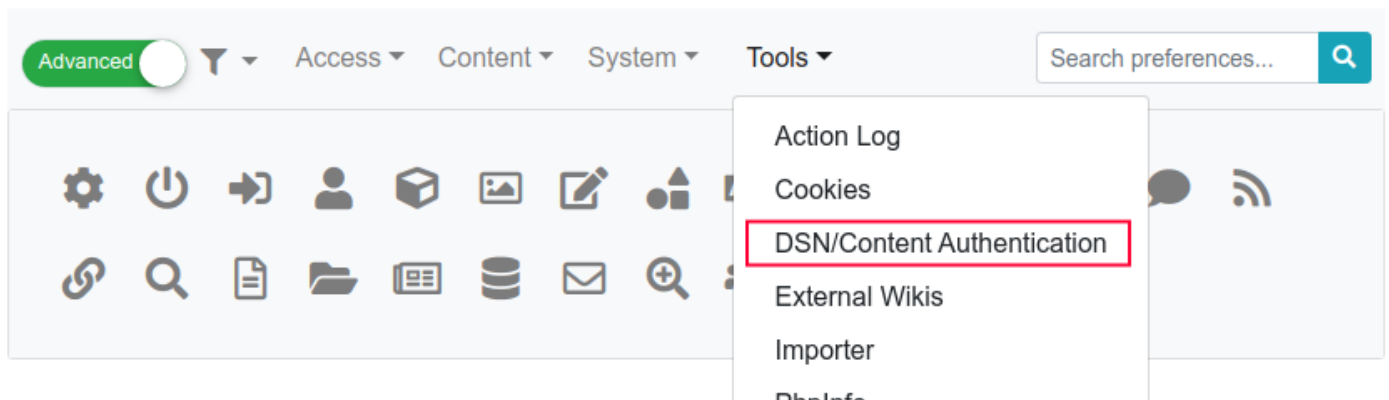 Advanced Access Content System Tools Search preferences...
Action Log
Cookies
DSN/Content Authentication
External Wikis
Importer